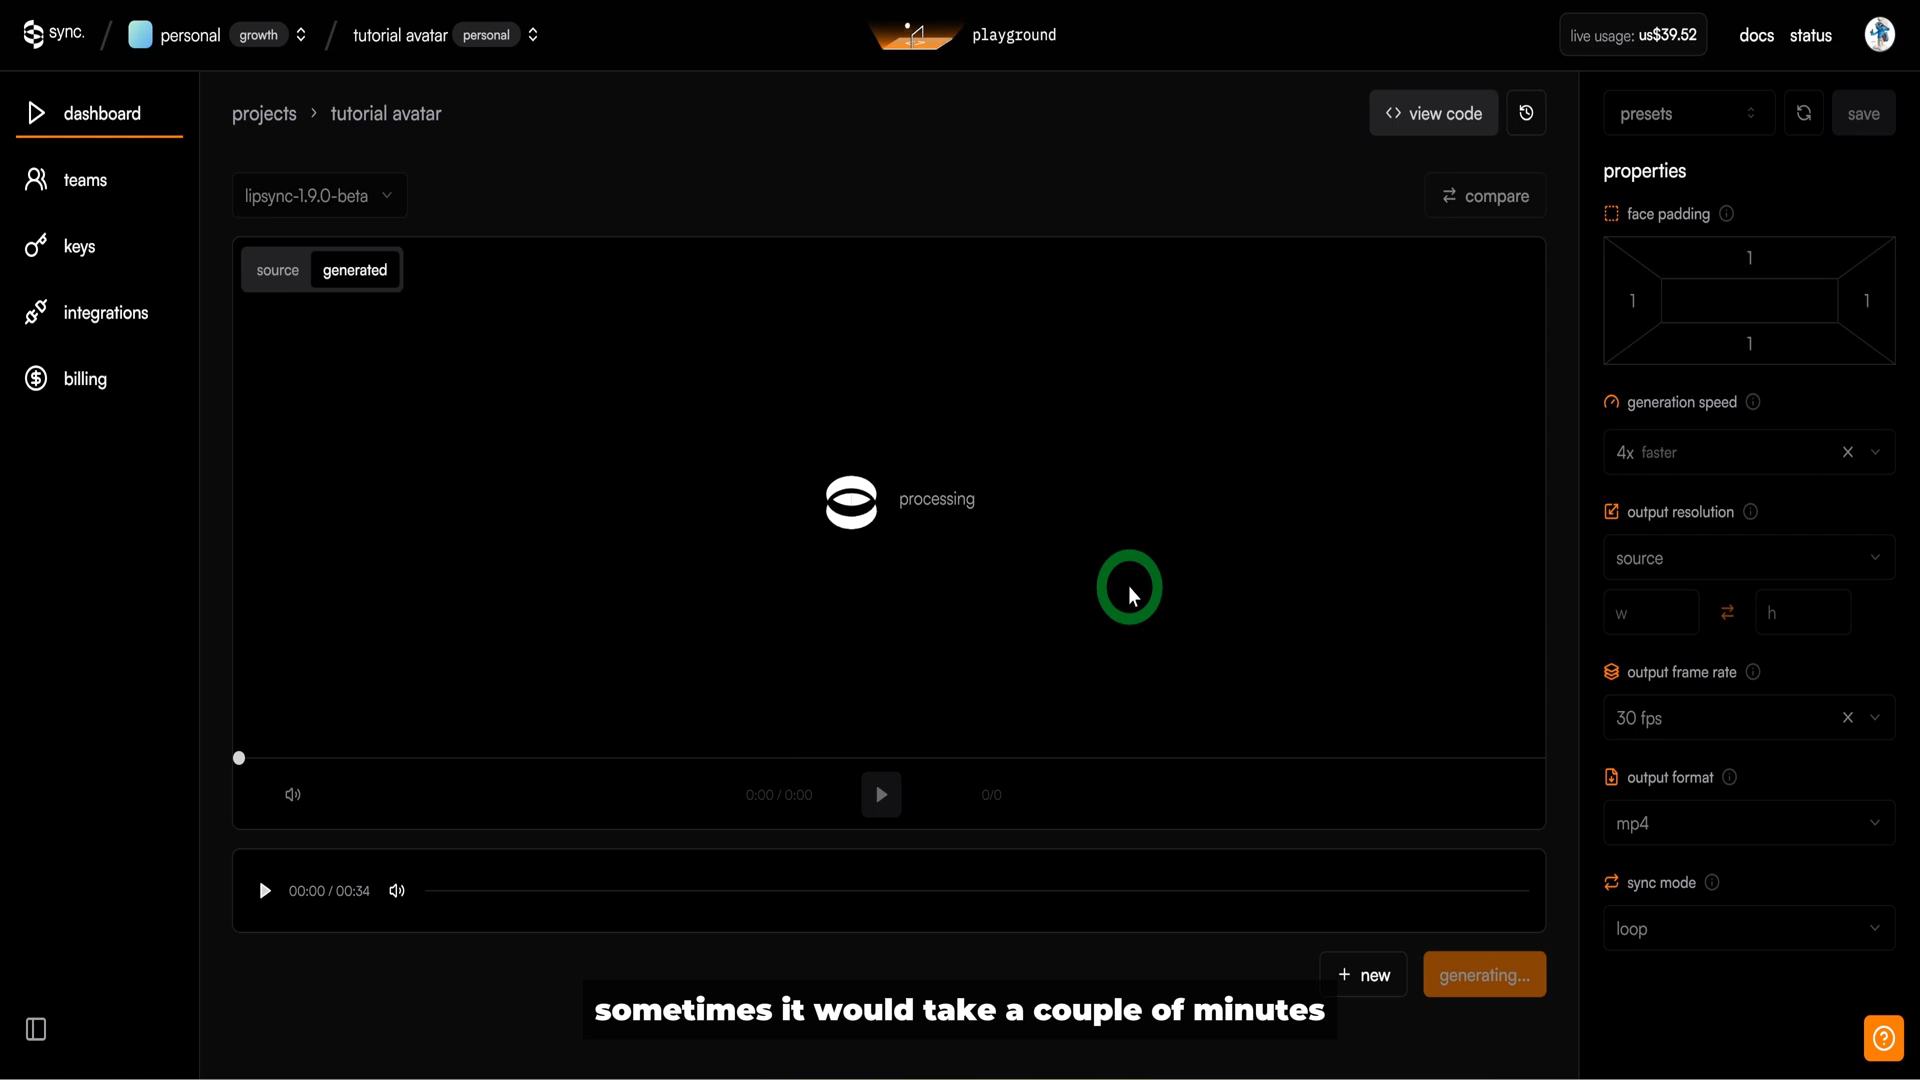 sync. / personal growth / tutorial avatar personal
playground
live usage: us$39.52
docs status
dashboard
teams
keys
integrations
billing
projects > tutorial avatar
<> view code
lipsync-1.9.0-beta
compare
source generated
processing
0:00 / 0:00
0/0
00:00 / 00:34
+ new
generating...
sometimes it would take a couple of minutes
presets
save
properties
face padding
1
1 1
1
generation speed
4x faster
output resolution
source
w h
output frame rate
30 fps
output format
mp4
sync mode
loop